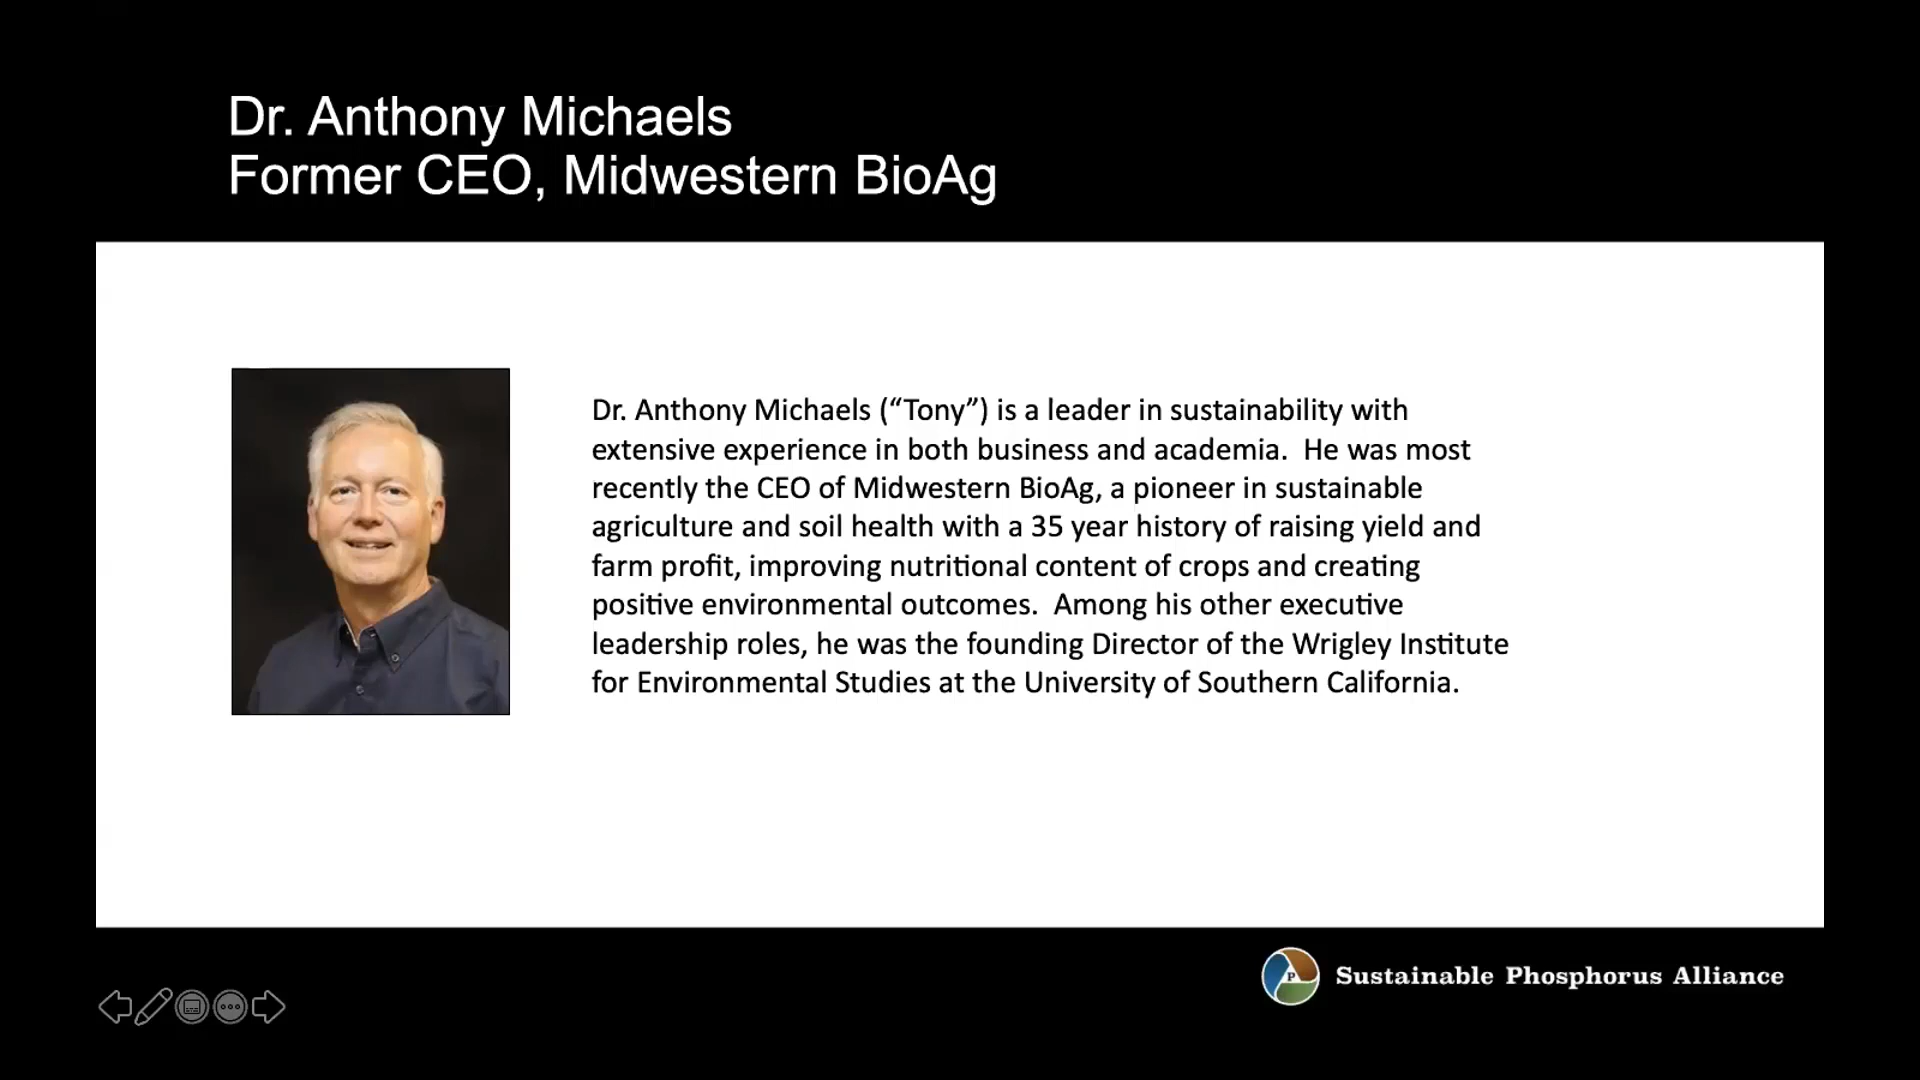 Dr. Anthony Michaels
Former CEO, Midwestern BioAg
Dr. Anthony Michaels (“Tony”) is a leader in sustainability with
extensive experience in both business and academia.  He was most
recently the CEO of Midwestern BioAg, a pioneer in sustainable
agriculture and soil health with a 35 year history of raising yield and
farm profit, improving nutritional content of crops and creating
positive environmental outcomes.  Among his other executive
leadership roles, he was the founding Director of the Wrigley Institute
for Environmental Studies at the University of Southern California.
P
Sustainable Phosphorus Alliance